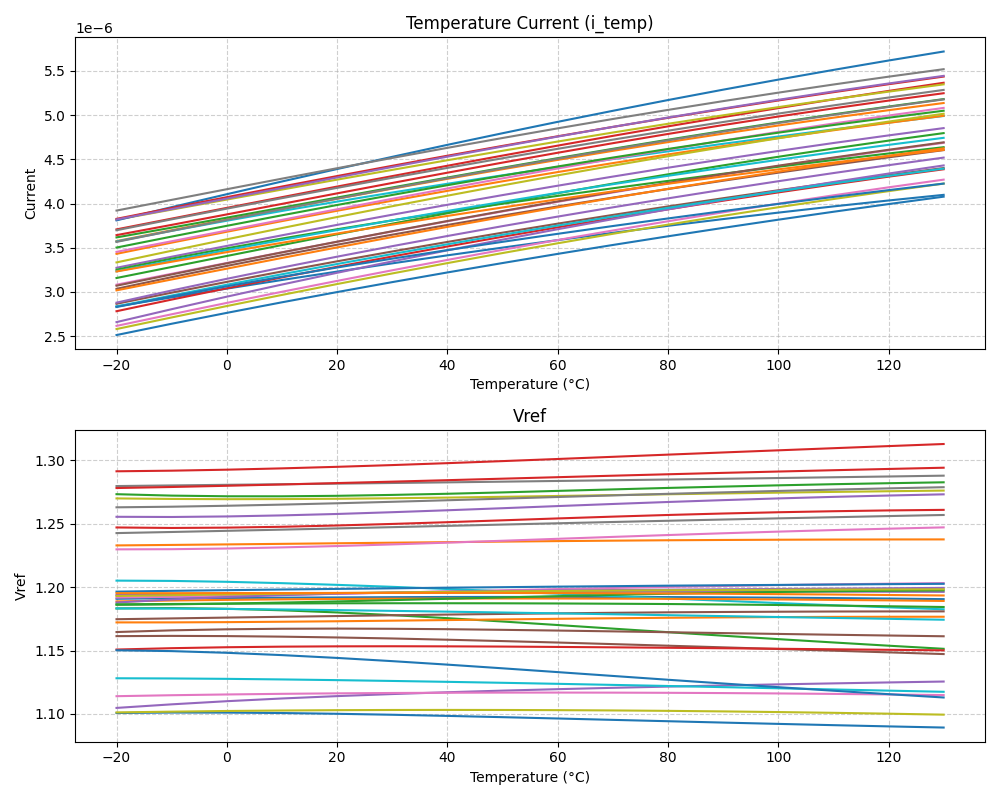 Temperature Current (i_temp)
1e−6
5.5
5.0
4.5
4.0
3.5
3.0
2.5
Current
−20 0 20 40 60 80 100 120
Temperature (°C)
Vref
1.30
1.25
1.20
1.15
1.10
Vref
−20 0 20 40 60 80 100 120
Temperature (°C)